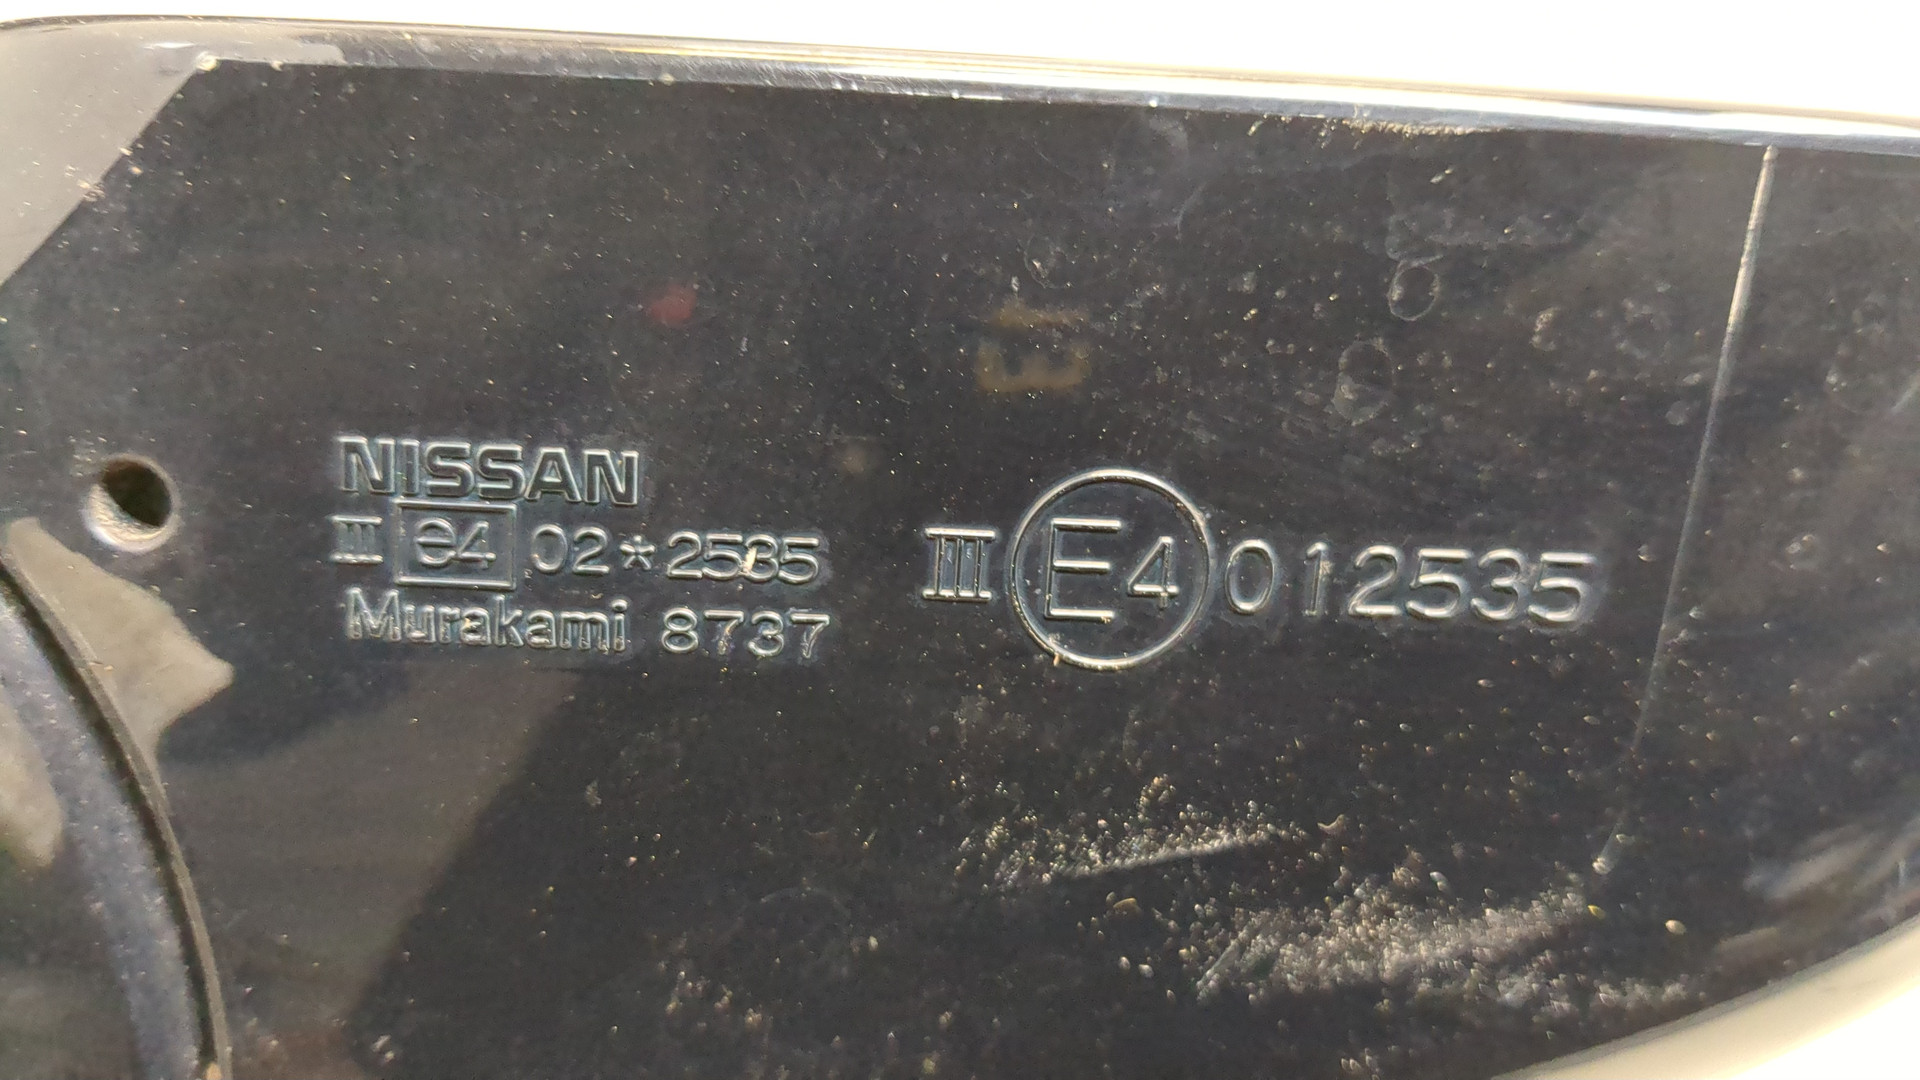 NISSAN
III e4 02*2535
Murakami 8737
III E4 012535